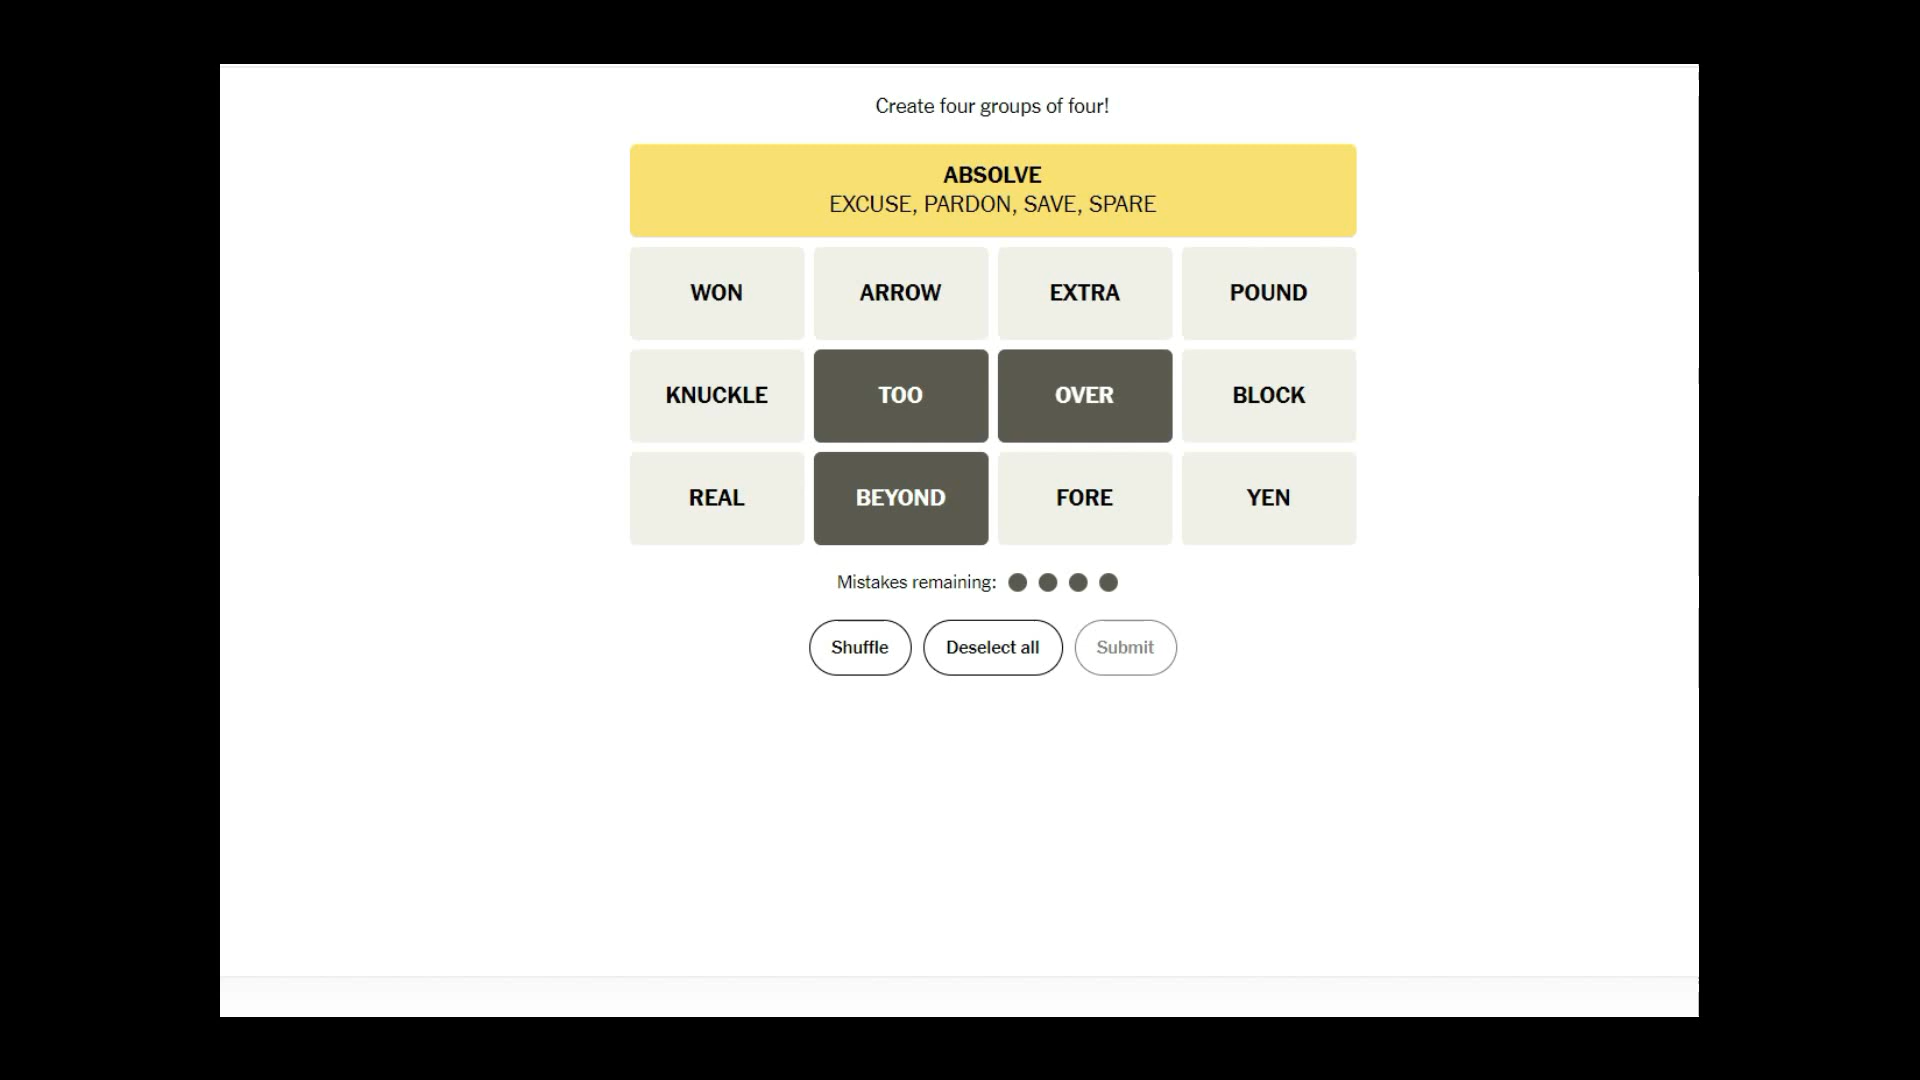 Create four groups of four!
ABSOLVE
EXCUSE, PARDON, SAVE, SPARE
WON ARROW EXTRA POUND
KNUCKLE TOO OVER BLOCK
REAL BEYOND FORE YEN
Mistakes remaining:
Shuffle Deselect all Submit